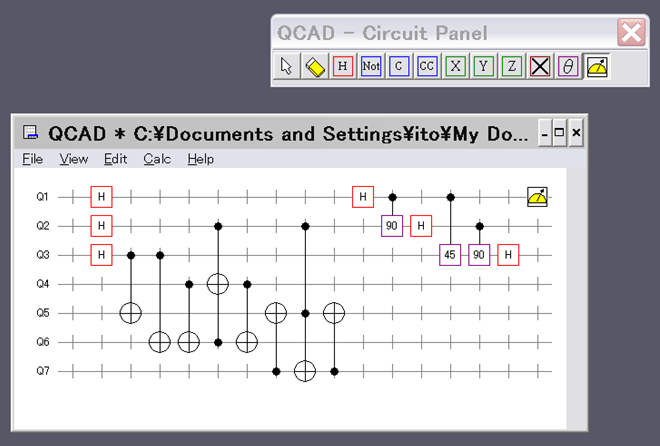 QCAD - Circuit Panel
H Not C CC X Y Z θ
QCAD * C:¥Documents and Settings¥ito¥My Do...
File View Edit Calc Help
Q1 H H
Q2 H 90 H
Q3 H 45 90 H
Q4
Q5
Q6
Q7